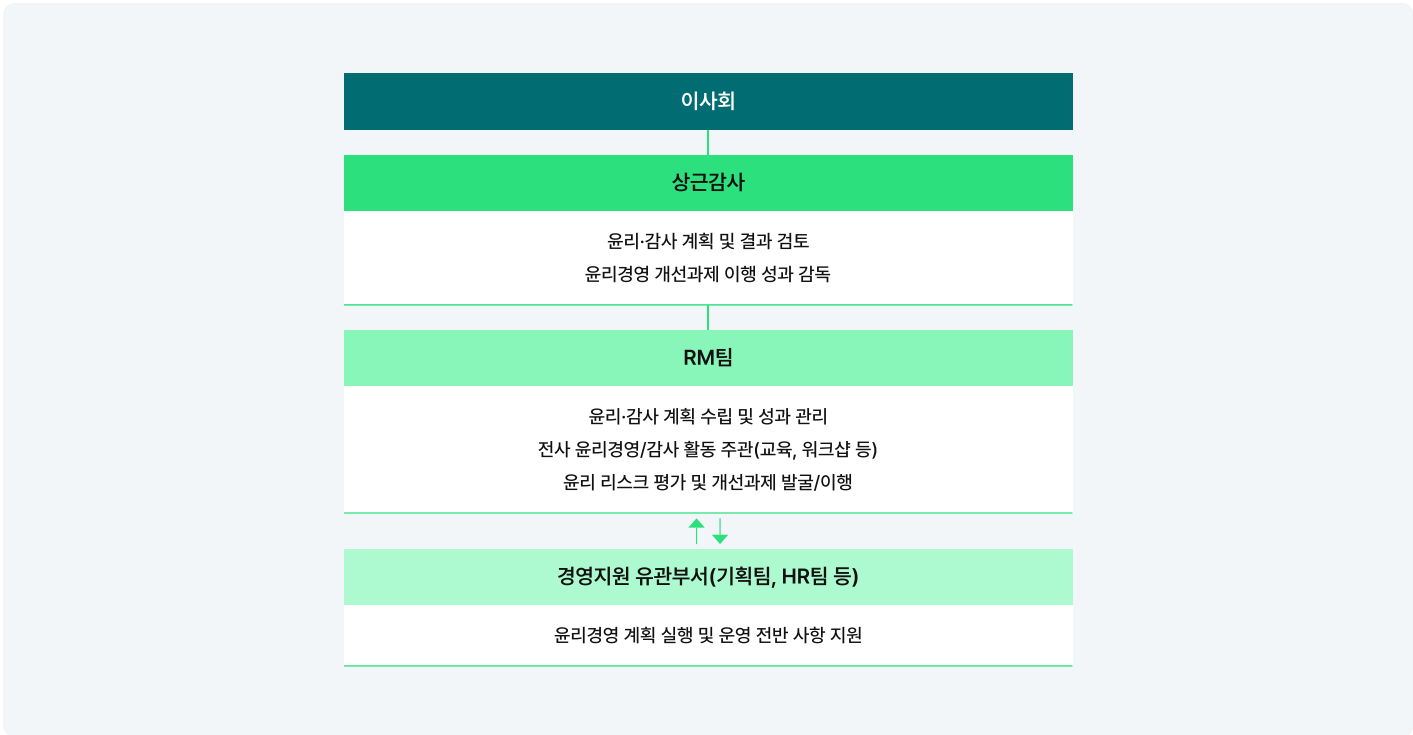 이사회
상근감사
윤리·감사 계획 및 결과 검토
윤리경영 개선과제 이행 성과 감독
RM팀
윤리·감사 계획 수립 및 성과 관리
전사 윤리경영/감사 활동 주관(교육, 워크샵 등)
윤리 리스크 평가 및 개선과제 발굴/이행
경영지원 유관부서(기획팀, HR팀 등)
윤리경영 계획 실행 및 운영 전반 사항 지원